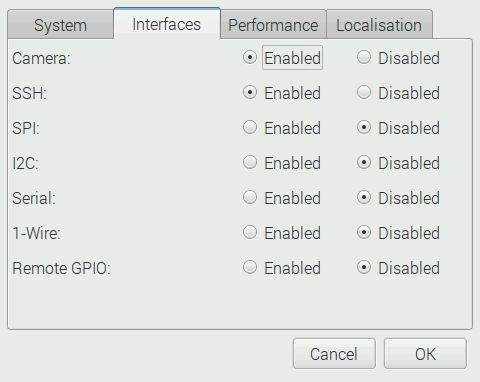 System Interfaces Performance Localisation
Camera: Enabled Disabled
SSH: Enabled Disabled
SPI: Enabled Disabled
I2C: Enabled Disabled
Serial: Enabled Disabled
1-Wire: Enabled Disabled
Remote GPIO: Enabled Disabled
Cancel OK